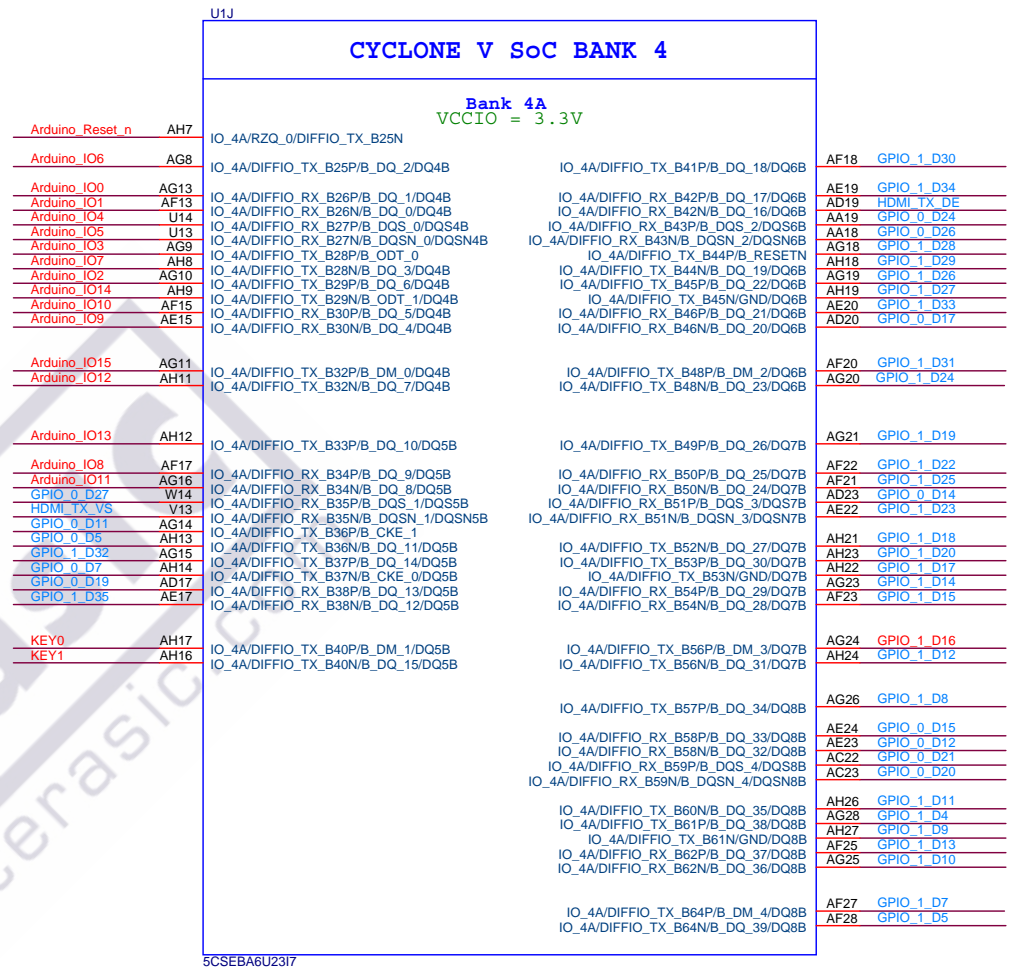 U1J
CYCLONE V SoC BANK 4
Bank 4A
VCCIO = 3.3V
Arduino_Reset_n AH7 IO_4A/RZQ_0/DIFFIO_TX_B25N
Arduino_IO6 AG8 IO_4A/DIFFIO_TX_B25P/B_DQ_2/DQ4B
Arduino_IO0 AG13 IO_4A/DIFFIO_RX_B26P/B_DQ_1/DQ4B
Arduino_IO1 AF13 IO_4A/DIFFIO_RX_B26N/B_DQ_0/DQ4B
Arduino_IO4 U14 IO_4A/DIFFIO_RX_B27P/B_DQS_0/DQS4B
Arduino_IO5 U13 IO_4A/DIFFIO_RX_B27N/B_DQSN_0/DQSN4B
Arduino_IO3 AG9 IO_4A/DIFFIO_TX_B28P/B_ODT_0
Arduino_IO7 AH8 IO_4A/DIFFIO_TX_B28N/B_DQ_3/DQ4B
Arduino_IO2 AG10 IO_4A/DIFFIO_TX_B29P/B_DQ_6/DQ4B
Arduino_IO14 AH9 IO_4A/DIFFIO_TX_B29N/B_ODT_1/DQ4B
Arduino_IO10 AF15 IO_4A/DIFFIO_RX_B30P/B_DQ_5/DQ4B
Arduino_IO9 AE15 IO_4A/DIFFIO_RX_B30N/B_DQ_4/DQ4B
Arduino_IO15 AG11 IO_4A/DIFFIO_TX_B32P/B_DM_0/DQ4B
Arduino_IO12 AH11 IO_4A/DIFFIO_TX_B32N/B_DQ_7/DQ4B
Arduino_IO13 AH12 IO_4A/DIFFIO_TX_B33P/B_DQ_10/DQ5B
Arduino_IO8 AF17 IO_4A/DIFFIO_RX_B34P/B_DQ_9/DQ5B
Arduino_IO11 AG16 IO_4A/DIFFIO_RX_B34N/B_DQ_8/DQ5B
GPIO_0_D27 W14 IO_4A/DIFFIO_RX_B35P/B_DQS_1/DQS5B
HDMI_TX_VS V13 IO_4A/DIFFIO_RX_B35N/B_DQSN_1/DQSN5B
GPIO_0_D11 AG14 IO_4A/DIFFIO_TX_B36P/B_CKE_1
GPIO_0_D5 AH13 IO_4A/DIFFIO_TX_B36N/B_DQ_11/DQ5B
GPIO_1_D32 AG15 IO_4A/DIFFIO_TX_B37P/B_DQ_14/DQ5B
GPIO_0_D7 AH14 IO_4A/DIFFIO_TX_B37N/B_CKE_0/DQ5B
GPIO_0_D19 AD17 IO_4A/DIFFIO_RX_B38P/B_DQ_13/DQ5B
GPIO_1_D35 AE17 IO_4A/DIFFIO_RX_B38N/B_DQ_12/DQ5B
KEY0 AH17 IO_4A/DIFFIO_TX_B40P/B_DM_1/DQ5B
KEY1 AH16 IO_4A/DIFFIO_TX_B40N/B_DQ_15/DQ5B
IO_4A/DIFFIO_TX_B41P/B_DQ_18/DQ6B AF18 GPIO_1_D30
IO_4A/DIFFIO_RX_B42P/B_DQ_17/DQ6B AE19 GPIO_1_D34
IO_4A/DIFFIO_RX_B42N/B_DQ_16/DQ6B AD19 HDMI_TX_DE
IO_4A/DIFFIO_RX_B43P/B_DQS_2/DQS6B AA19 GPIO_0_D24
IO_4A/DIFFIO_RX_B43N/B_DQSN_2/DQSN6B AA18 GPIO_0_D26
IO_4A/DIFFIO_TX_B44P/B_RESETN AG18 GPIO_1_D28
IO_4A/DIFFIO_TX_B44N/B_DQ_19/DQ6B AH18 GPIO_1_D29
IO_4A/DIFFIO_TX_B45P/B_DQ_22/DQ6B AG19 GPIO_1_D26
IO_4A/DIFFIO_TX_B45N/GND/DQ6B AH19 GPIO_1_D27
IO_4A/DIFFIO_RX_B46P/B_DQ_21/DQ6B AE20 GPIO_1_D33
IO_4A/DIFFIO_RX_B46N/B_DQ_20/DQ6B AD20 GPIO_0_D17
IO_4A/DIFFIO_TX_B48P/B_DM_2/DQ6B AF20 GPIO_1_D31
IO_4A/DIFFIO_TX_B48N/B_DQ_23/DQ6B AG20 GPIO_1_D24
IO_4A/DIFFIO_TX_B49P/B_DQ_26/DQ7B AG21 GPIO_1_D19
IO_4A/DIFFIO_RX_B50P/B_DQ_25/DQ7B AF22 GPIO_1_D22
IO_4A/DIFFIO_RX_B50N/B_DQ_24/DQ7B AF21 GPIO_1_D25
IO_4A/DIFFIO_RX_B51P/B_DQS_3/DQS7B AD23 GPIO_0_D14
IO_4A/DIFFIO_RX_B51N/B_DQSN_3/DQSN7B AE22 GPIO_1_D23
IO_4A/DIFFIO_TX_B52N/B_DQ_27/DQ7B AH21 GPIO_1_D18
IO_4A/DIFFIO_TX_B53P/B_DQ_30/DQ7B AH23 GPIO_1_D20
IO_4A/DIFFIO_TX_B53N/GND/DQ7B AH22 GPIO_1_D17
IO_4A/DIFFIO_RX_B54P/B_DQ_29/DQ7B AG23 GPIO_1_D14
IO_4A/DIFFIO_RX_B54N/B_DQ_28/DQ7B AF23 GPIO_1_D15
IO_4A/DIFFIO_TX_B56P/B_DM_3/DQ7B AG24 GPIO_1_D16
IO_4A/DIFFIO_TX_B56N/B_DQ_31/DQ7B AH24 GPIO_1_D12
IO_4A/DIFFIO_TX_B57P/B_DQ_34/DQ8B AG26 GPIO_1_D8
IO_4A/DIFFIO_RX_B58P/B_DQ_33/DQ8B AE24 GPIO_0_D15
IO_4A/DIFFIO_RX_B58N/B_DQ_32/DQ8B AE23 GPIO_0_D12
IO_4A/DIFFIO_RX_B59P/B_DQS_4/DQS8B AC22 GPIO_0_D21
IO_4A/DIFFIO_RX_B59N/B_DQSN_4/DQSN8B AC23 GPIO_0_D20
IO_4A/DIFFIO_TX_B60N/B_DQ_35/DQ8B AH26 GPIO_1_D11
IO_4A/DIFFIO_TX_B61P/B_DQ_38/DQ8B AG28 GPIO_1_D4
IO_4A/DIFFIO_TX_B61N/GND/DQ8B AH27 GPIO_1_D9
IO_4A/DIFFIO_RX_B62P/B_DQ_37/DQ8B AF25 GPIO_1_D13
IO_4A/DIFFIO_RX_B62N/B_DQ_36/DQ8B AG25 GPIO_1_D10
IO_4A/DIFFIO_TX_B64P/B_DM_4/DQ8B AF27 GPIO_1_D7
IO_4A/DIFFIO_TX_B64N/B_DQ_39/DQ8B AF28 GPIO_1_D5
5CSEBA6U23I7
erasic.com